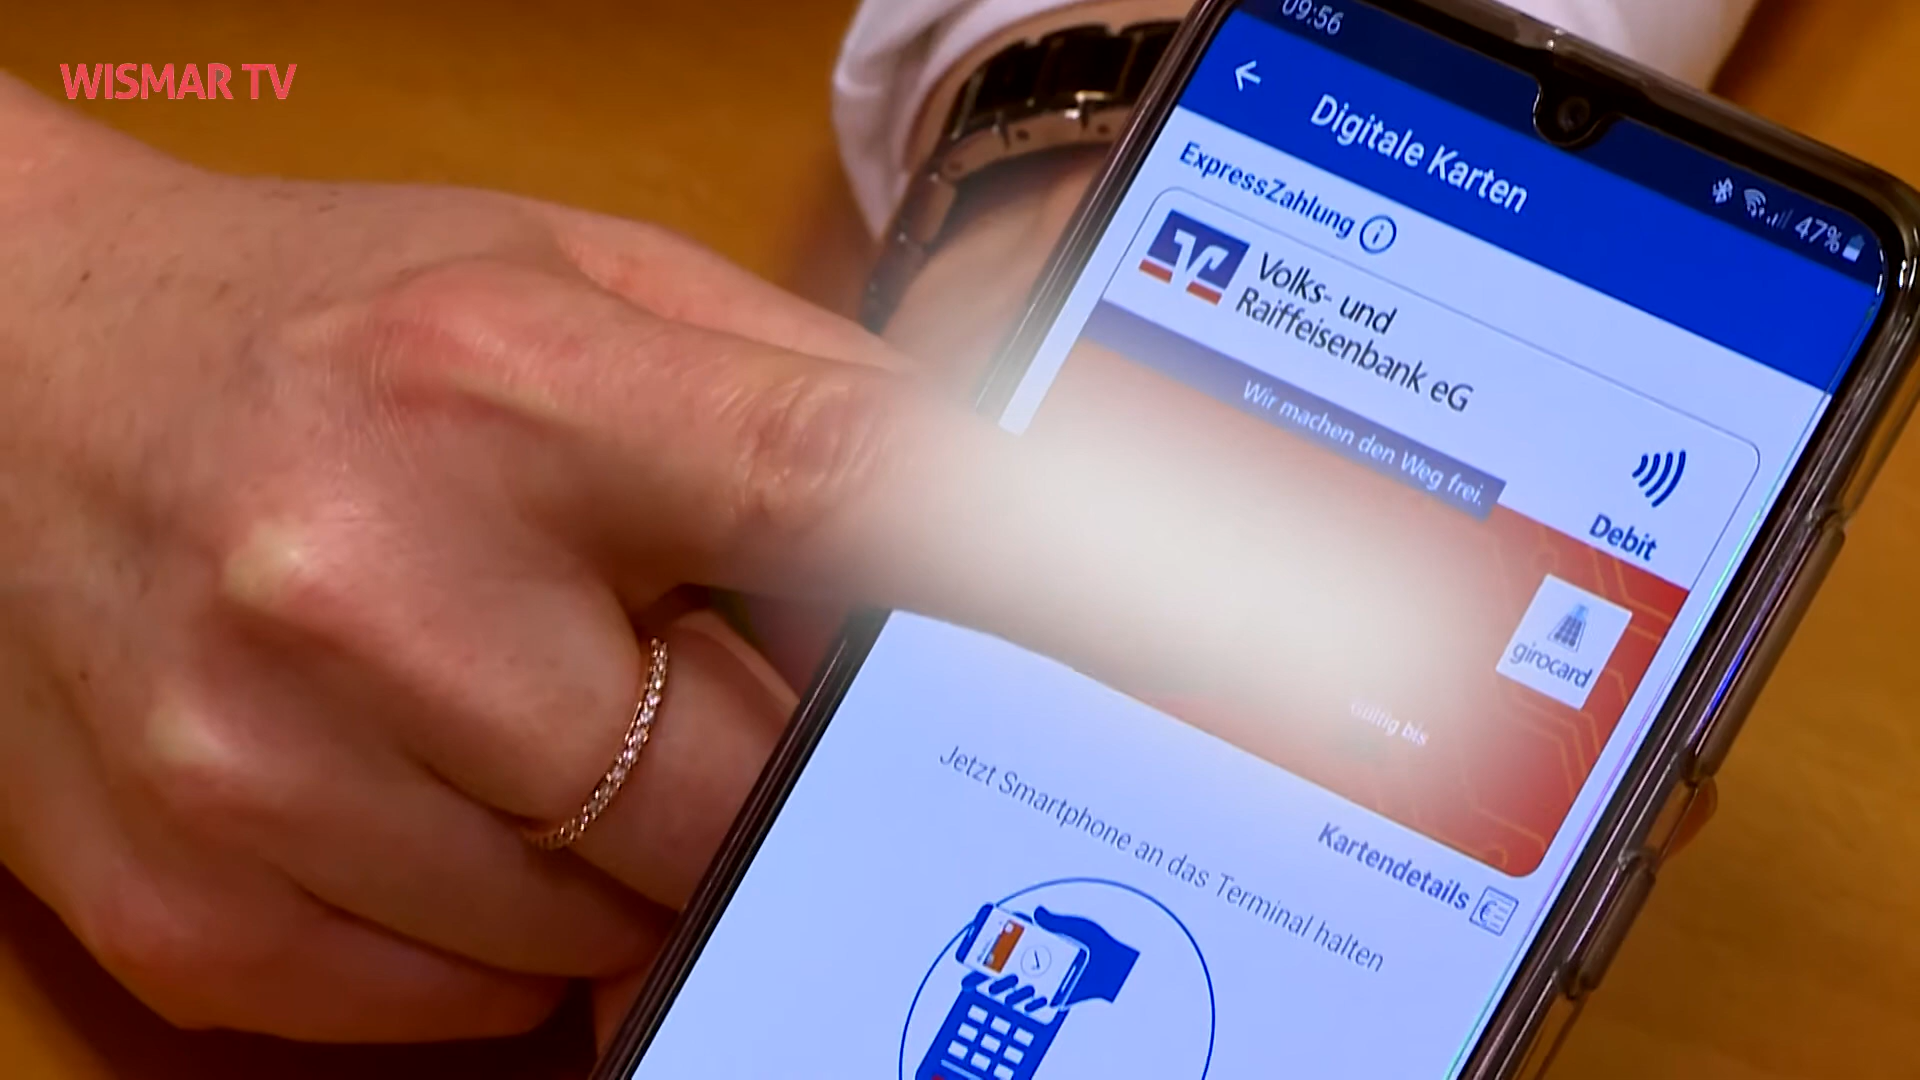 WISMAR TV
09:56
47%
Digitale Karten
ExpressZahlung i
Volks- und
Raiffeisenbank eG
Wir machen den Weg frei.
Debit
girocard
Gültig bis
Kartendetails
Jetzt Smartphone an das Terminal halten